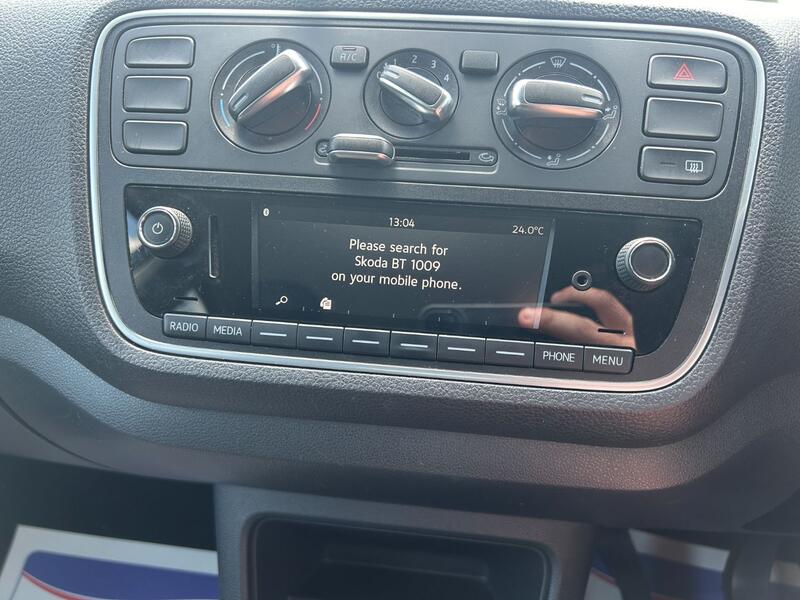 A/C
1 2 3 4
13:04
24.0°C
Please search for
Skoda BT 1009
on your mobile phone.
RADIO
MEDIA
PHONE
MENU